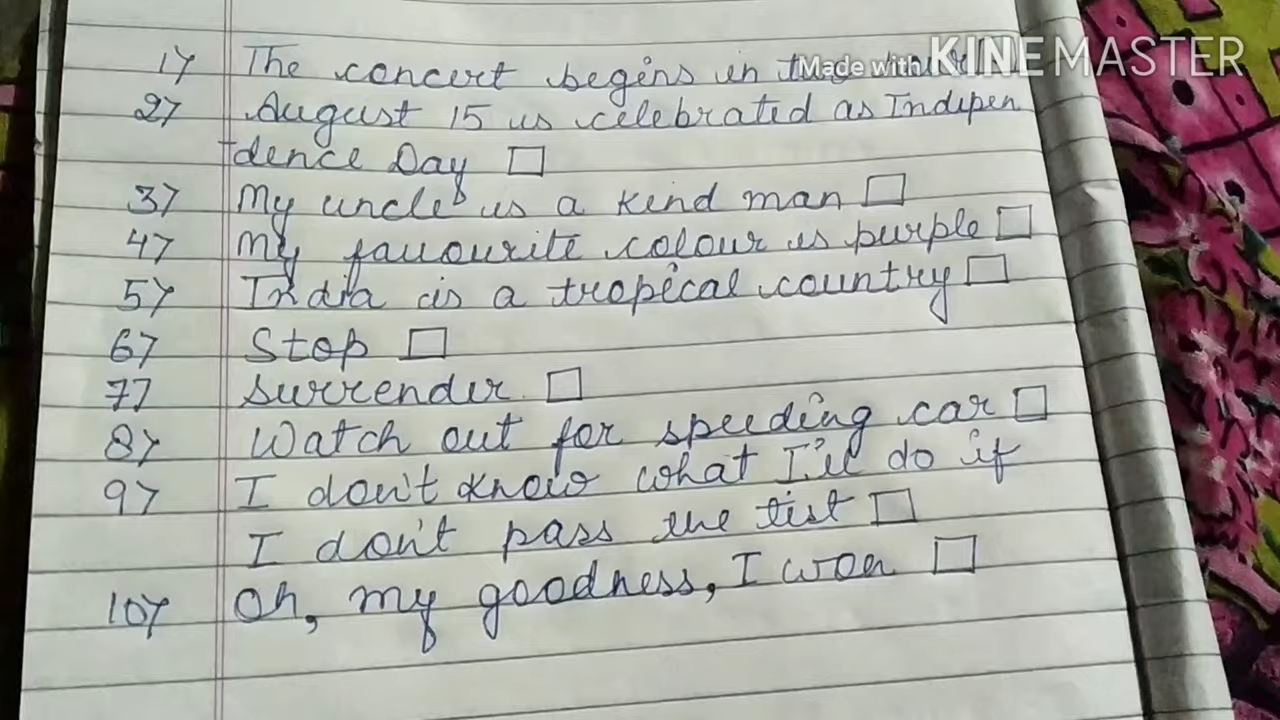 1) The concert begins in two
Made with KINEMASTER
2) August 15 is celebrated as Indepen
dence Day
3) My uncle is a kind man
4) My favourite colour is purple
5) India is a tropical country
6) Stop
7) Surrender
8) Watch out for speeding car
9) I don't know what I'll do if
I don't pass the test
10) Oh, my goodness, I won